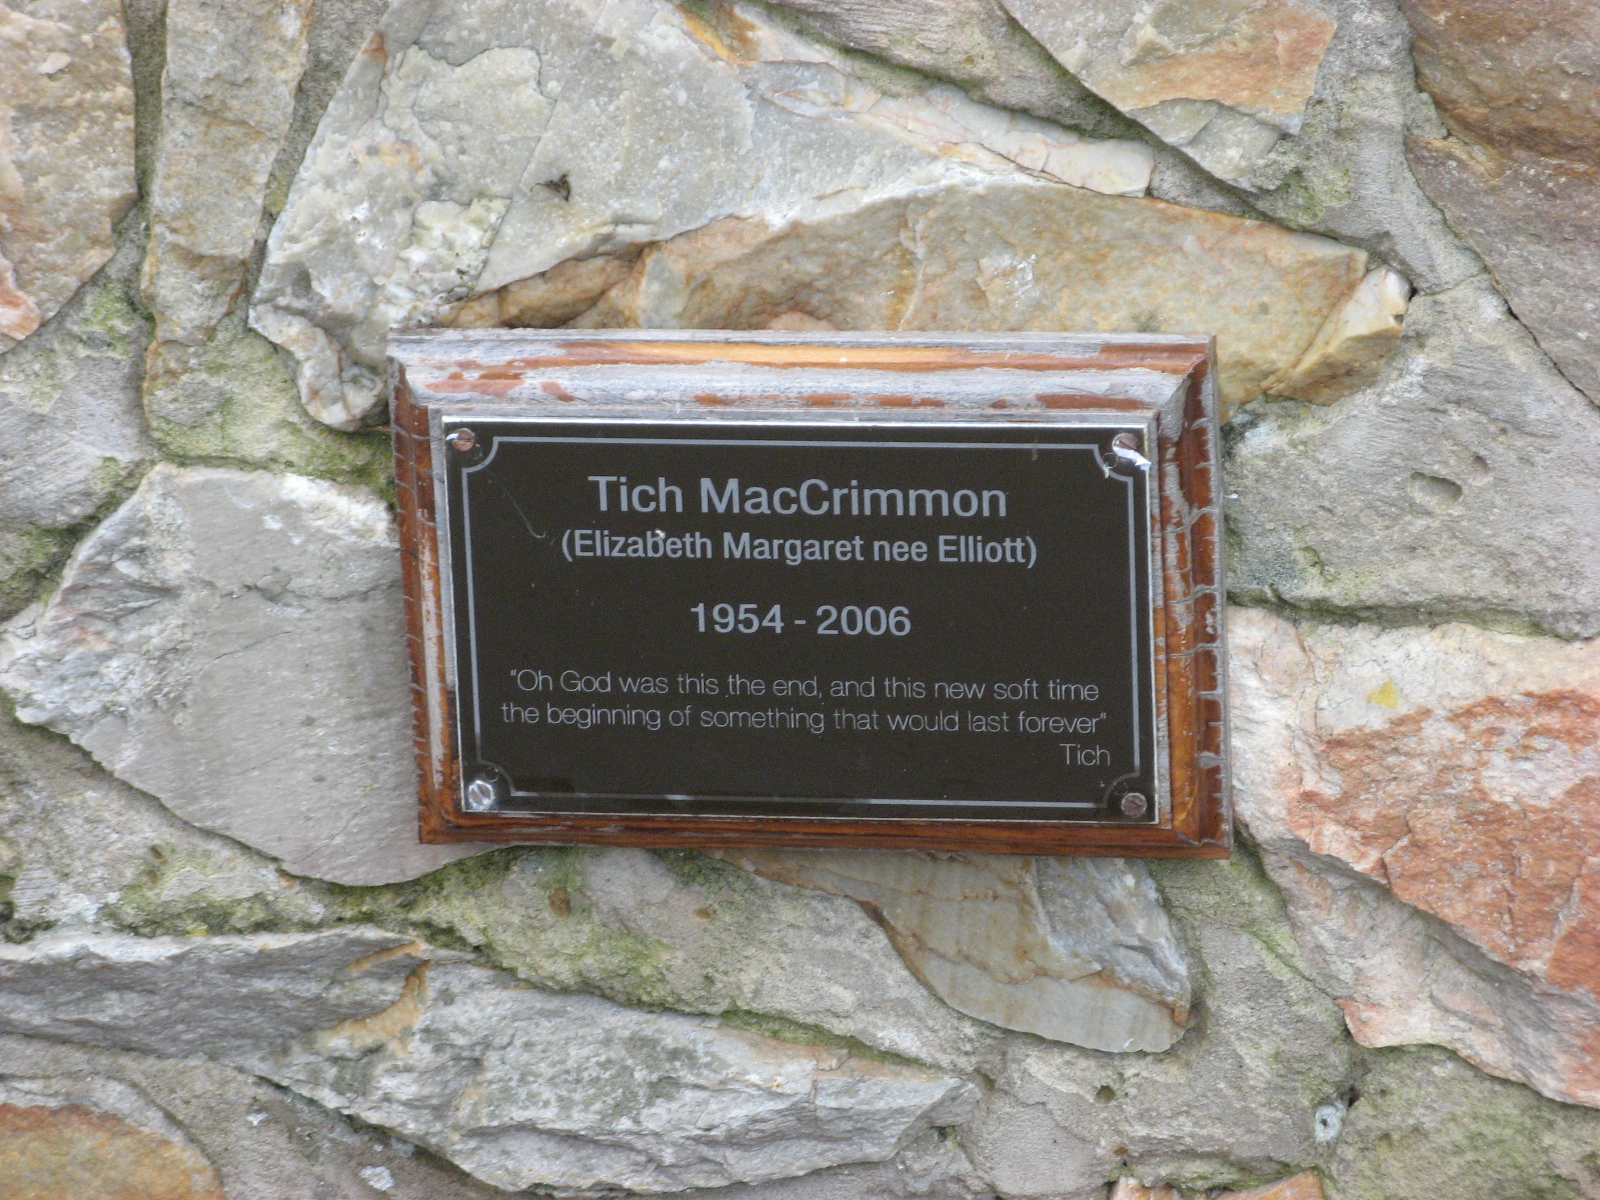 Tich MacCrimmon
(Elizabeth Margaret nee Elliott)
1954 - 2006
"Oh God was this the end, and this new soft time
the beginning of something that would last forever"
Tich